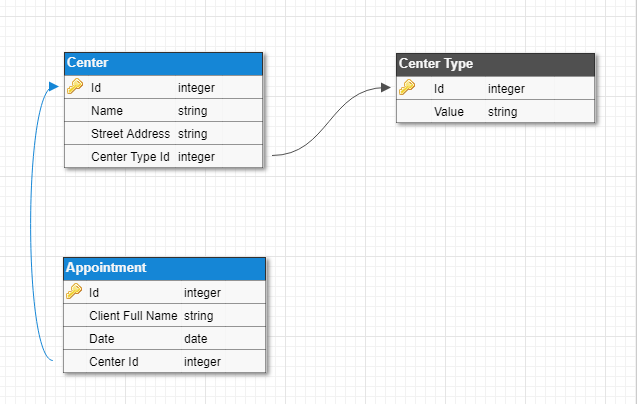 Center
Id integer
Name string
Street Address string
Center Type Id integer
Center Type
Id integer
Value string
Appointment
Id integer
Client Full Name string
Date date
Center Id integer